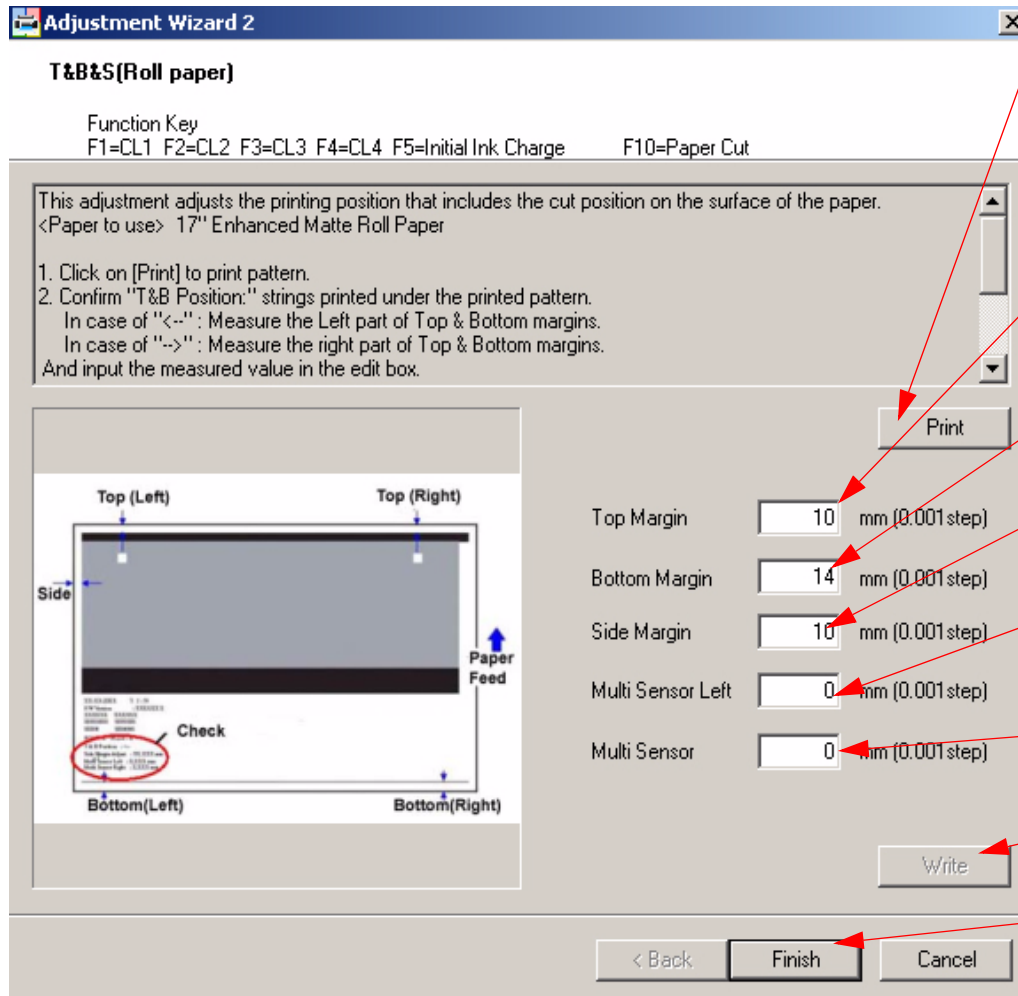 Adjustment Wizard 2
T&B&S(Roll paper)
Function Key
F1=CL1 F2=CL2 F3=CL3 F4=CL4 F5=Initial Ink Charge F10=Paper Cut
This adjustment adjusts the printing position that includes the cut position on the surface of the paper.
<Paper to use> 17" Enhanced Matte Roll Paper
1. Click on [Print] to print pattern.
2. Confirm "T&B Position:" strings printed under the printed pattern.
In case of "<--" : Measure the Left part of Top & Bottom margins.
In case of "-->" : Measure the right part of Top & Bottom margins.
And input the measured value in the edit box.
Print
Top (Left) Top (Right)
Side
Paper
Feed
Check
Bottom(Left) Bottom(Right)
Top Margin 10 mm (0.001step)
Bottom Margin 14 mm (0.001step)
Side Margin 10 mm (0.001step)
Multi Sensor Left 0 mm (0.001step)
Multi Sensor 0 mm (0.001step)
Write
< Back Finish Cancel